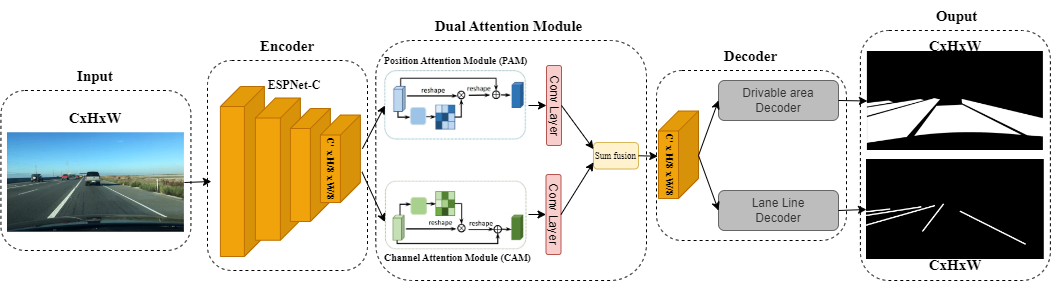 Input
CxHxW
Encoder
ESPNet-C
C' x H/8 x W/8
Dual Attention Module
Position Attention Module (PAM)
reshape
reshape
Conv Layer
reshape
reshape
Channel Attention Module (CAM)
Conv Layer
Sum fusion
Decoder
C' x H/8 x W/8
Drivable area
Decoder
Lane Line
Decoder
Ouput
CxHxW
CxHxW